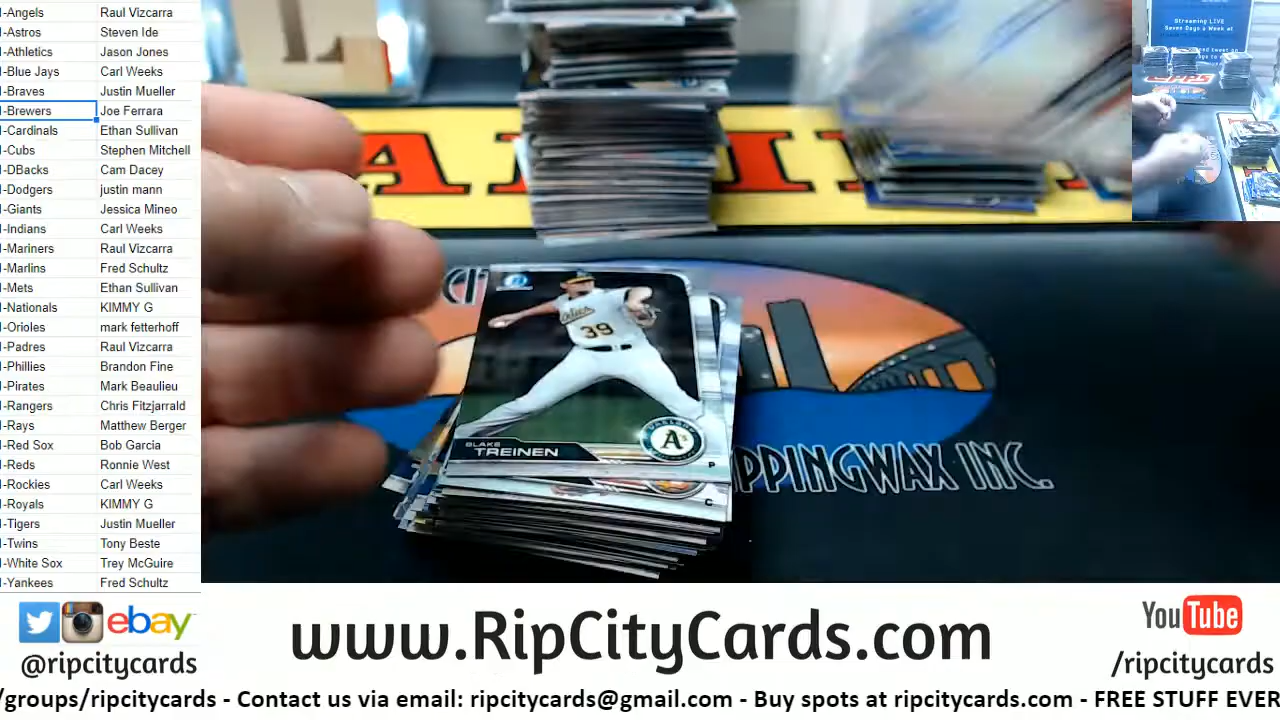 I-Angels Raul Vizcarra
I-Astros Steven Ide
I-Athletics Jason Jones
I-Blue Jays Carl Weeks
I-Braves Justin Mueller
I-Brewers Joe Ferrara
I-Cardinals Ethan Sullivan
I-Cubs Stephen Mitchell
I-DBacks Cam Dacey
I-Dodgers justin mann
I-Giants Jessica Mineo
I-Indians Carl Weeks
I-Mariners Raul Vizcarra
I-Marlins Fred Schultz
I-Mets Ethan Sullivan
I-Nationals KIMMY G
I-Orioles mark fetterhoff
I-Padres Raul Vizcarra
I-Phillies Brandon Fine
I-Pirates Mark Beaulieu
I-Rangers Chris Fitzjarrald
I-Rays Matthew Berger
I-Red Sox Bob Garcia
I-Reds Ronnie West
I-Rockies Carl Weeks
I-Royals KIMMY G
I-Tigers Justin Mueller
I-Twins Tony Beste
I-White Sox Trey McGuire
I-Yankees Fred Schultz
Streaming LIVE
Seven Days a Week at
39
BLAKE
TREINEN
A's
P
C
PPINGWAX INC.
ebay
@ripcitycards
www.RipCityCards.com
YouTube
/ripcitycards
/groups/ripcitycards - Contact us via email: ripcitycards@gmail.com - Buy spots at ripcitycards.com - FREE STUFF EVER